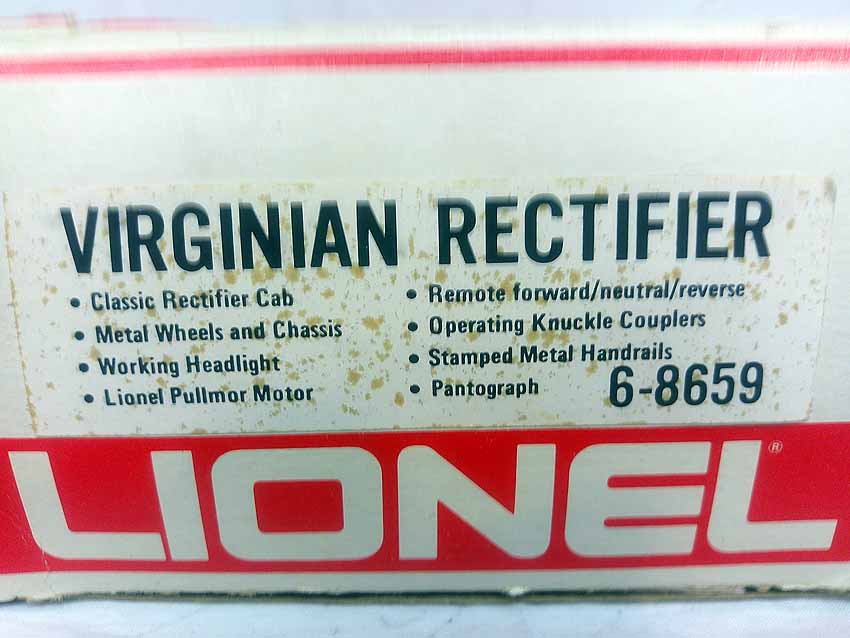 VIRGINIAN RECTIFIER
• Classic Rectifier Cab
• Metal Wheels and Chassis
• Working Headlight
• Lionel Pullmor Motor
• Remote forward/neutral/reverse
• Operating Knuckle Couplers
• Stamped Metal Handrails
• Pantograph
6-8659
LIONEL®